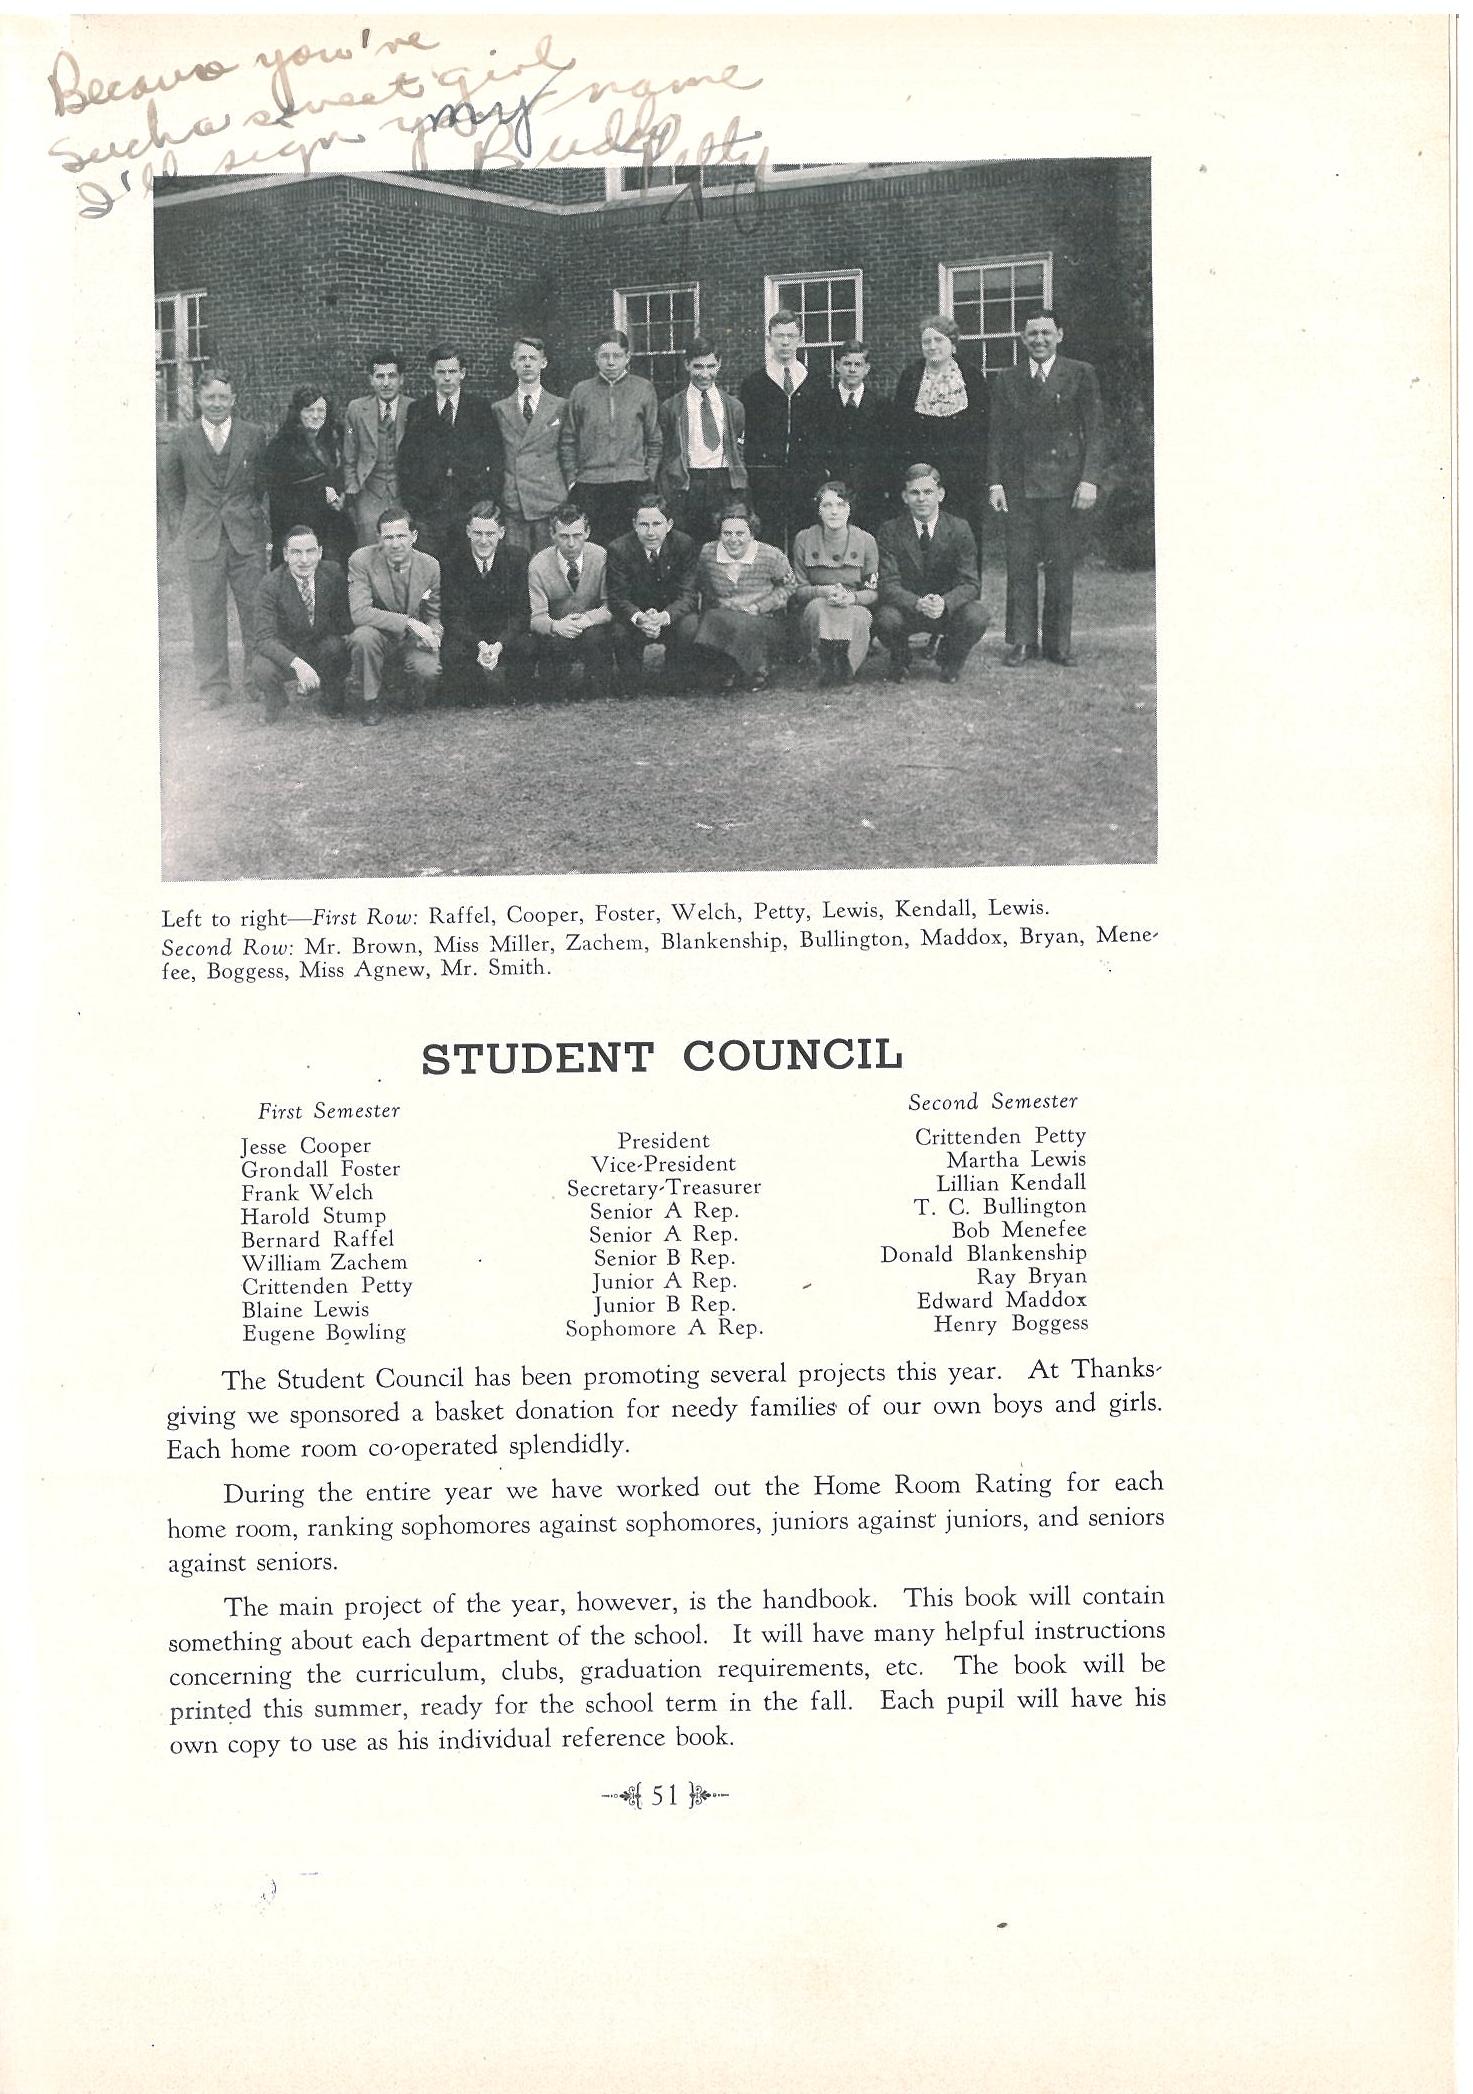 Because you've
Such a sweet girl
I'll sign my name
Buddy Petty
Left to right—First Row: Raffel, Cooper, Foster, Welch, Petty, Lewis, Kendall, Lewis.
Second Row: Mr. Brown, Miss Miller, Zachem, Blankenship, Bullington, Maddox, Bryan, Mene-
fee, Boggess, Miss Agnew, Mr. Smith.
STUDENT COUNCIL
First Semester Second Semester
Jesse Cooper President Crittenden Petty
Grondall Foster Vice-President Martha Lewis
Frank Welch Secretary-Treasurer Lillian Kendall
Harold Stump Senior A Rep. T. C. Bullington
Bernard Raffel Senior A Rep. Bob Menefee
William Zachem Senior B Rep. Donald Blankenship
Crittenden Petty Junior A Rep. Ray Bryan
Blaine Lewis Junior B Rep. Edward Maddox
Eugene Bowling Sophomore A Rep. Henry Boggess
The Student Council has been promoting several projects this year. At Thanks-
giving we sponsored a basket donation for needy families of our own boys and girls.
Each home room co-operated splendidly.
During the entire year we have worked out the Home Room Rating for each
home room, ranking sophomores against sophomores, juniors against juniors, and seniors
against seniors.
The main project of the year, however, is the handbook. This book will contain
something about each department of the school. It will have many helpful instructions
concerning the curriculum, clubs, graduation requirements, etc. The book will be
printed this summer, ready for the school term in the fall. Each pupil will have his
own copy to use as his individual reference book.
51